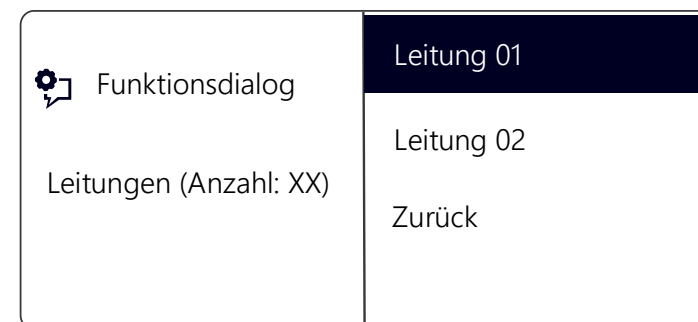 Funktionsdialog
Leitungen (Anzahl: XX)
Leitung 01
Leitung 02
Zurück